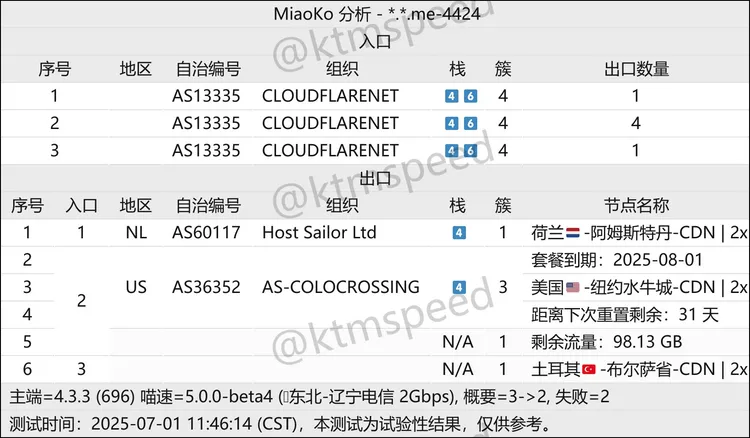 MiaoKo 分析 - *.*.me-4424
入口
序号 地区 自治编号 组织 栈 簇 出口数量
1 AS13335 CLOUDFLARENET 4 6 4 1
2 AS13335 CLOUDFLARENET 4 6 4 4
3 AS13335 CLOUDFLARENET 4 6 4 1
出口
序号 入口 地区 自治编号 组织 栈 簇 节点名称
1 1 NL AS60117 Host Sailor Ltd 4 1 荷兰🇳🇱-阿姆斯特丹-CDN | 2x
2 套餐到期：2025-08-01
3 2 US AS36352 AS-COLOCROSSING 4 3 美国🇺🇸-纽约水牛城-CDN | 2x
4 距离下次重置剩余：31 天
5 N/A 1 剩余流量：98.13 GB
6 3 N/A 1 土耳其🇹🇷-布尔萨省-CDN | 2x
主端=4.3.3 (696) 喵速=5.0.0-beta4 (东北-辽宁电信 2Gbps), 概要=3->2, 失败=2
测试时间：2025-07-01 11:46:14 (CST)，本测试为试验性结果，仅供参考。
@ktmspeed
@ktmspeed
@ktmspeed